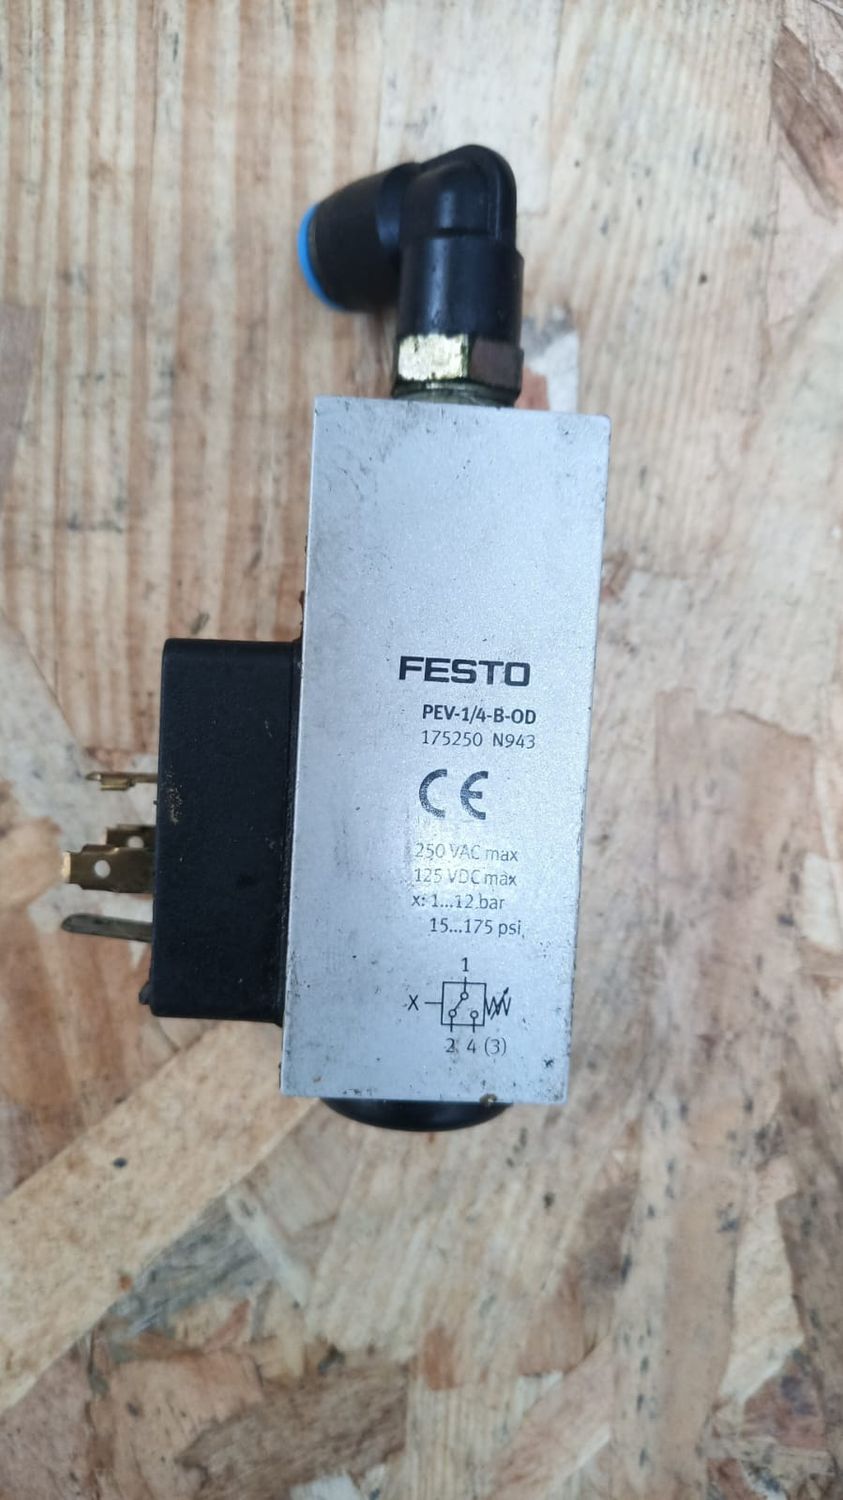 FESTO
PEV-1/4-B-OD
175250 N943
CE
250 VAC max
125 VDC max
x: 1...12 bar
15...175 psi
1
X
2 4 (3)